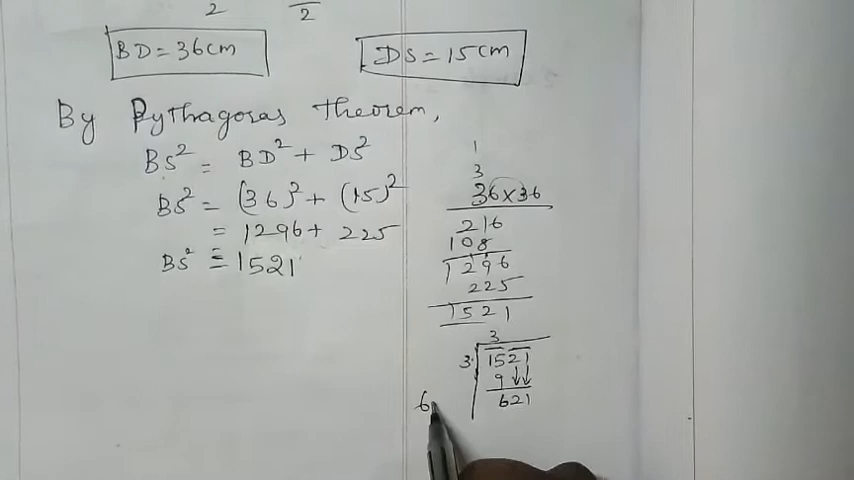 2 2
BD = 36cm DS = 15cm
By Pythagoras theorem,
BS² = BD² + DS²
BS² = (36)² + (15)²
= 1296 + 225
BS² = 1521
1
3
36×36
216
108
1296
225
1521
3
3 1521
9↓↓
621
6